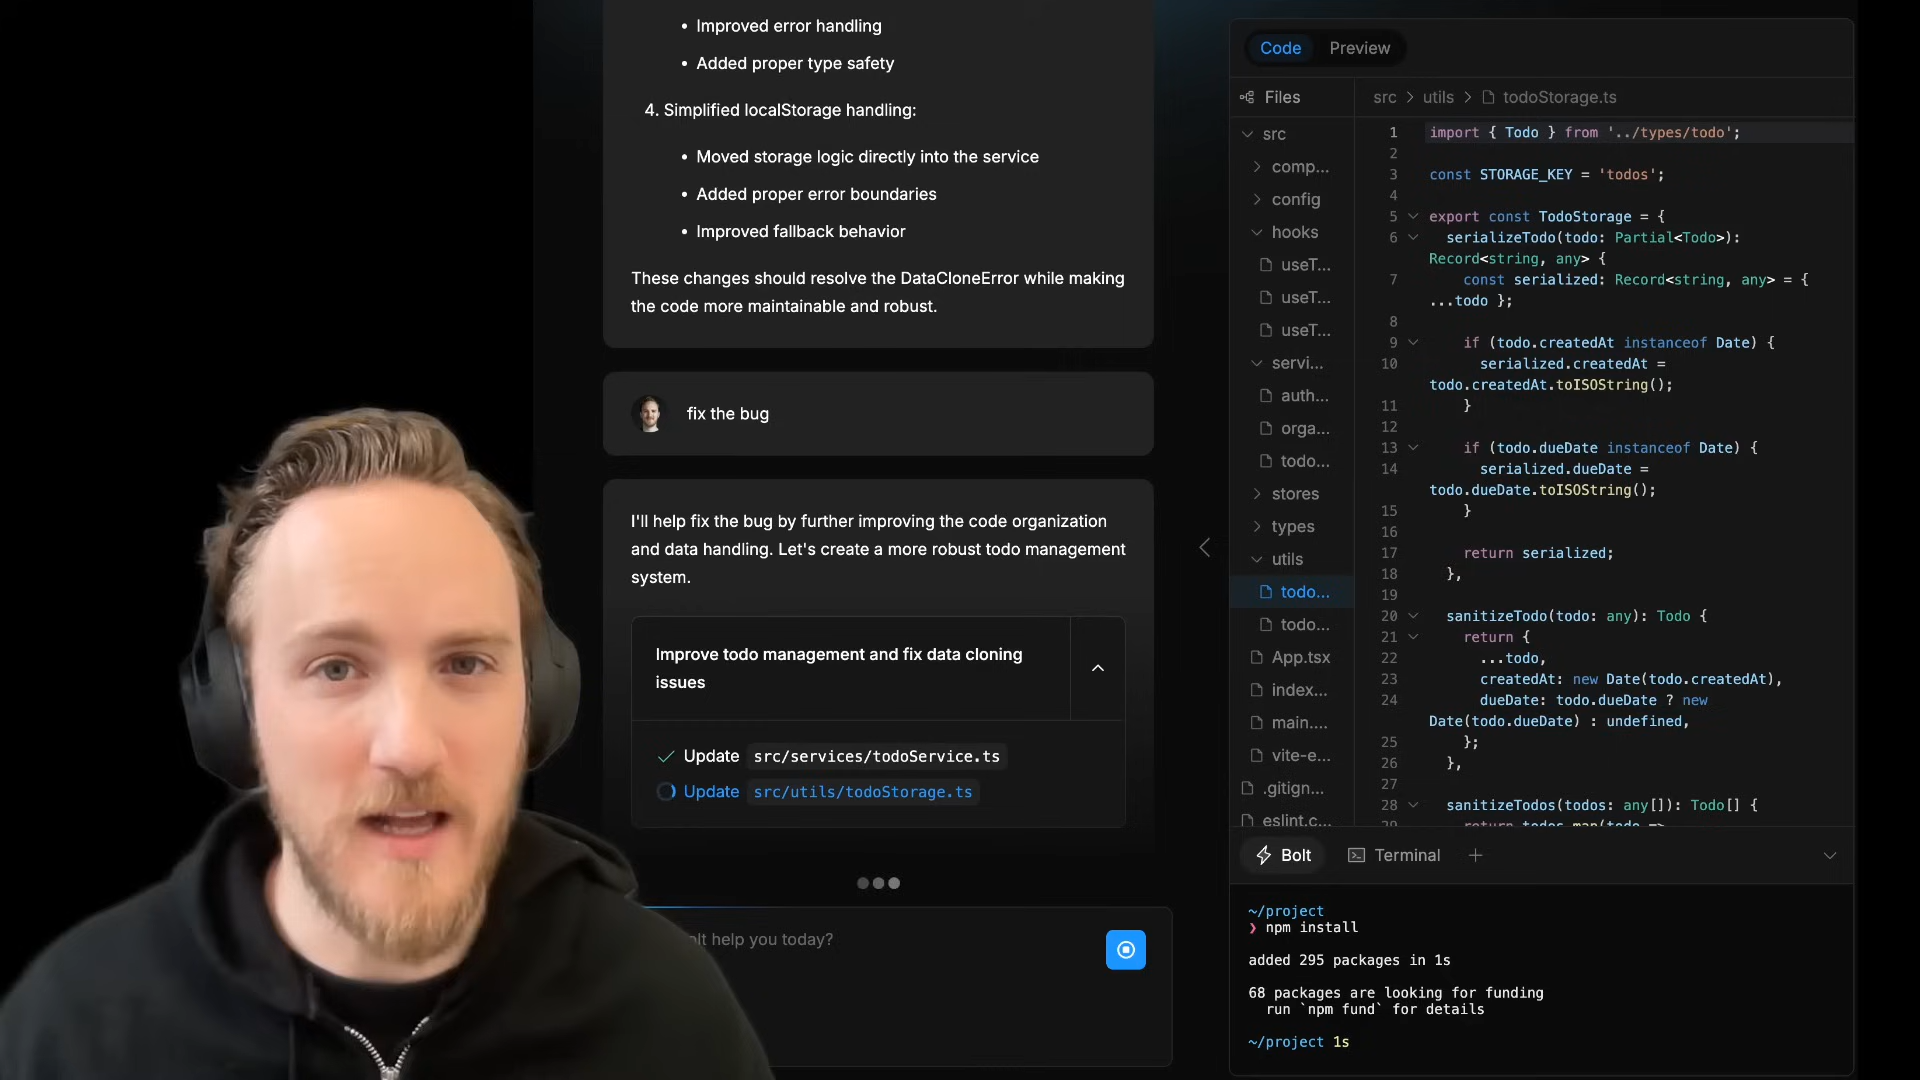 • Improved error handling
• Added proper type safety
4. Simplified localStorage handling:
• Moved storage logic directly into the service
• Added proper error boundaries
• Improved fallback behavior
These changes should resolve the DataCloneError while making
the code more maintainable and robust.
fix the bug
I'll help fix the bug by further improving the code organization
and data handling. Let's create a more robust todo management
system.
Improve todo management and fix data cloning
issues
Update src/services/todoService.ts
Update src/utils/todoStorage.ts
help you today?
Code Preview
Files
src
comp...
config
hooks
useT...
useT...
useT...
servi...
auth...
orga...
todo...
stores
types
utils
todo...
todo...
App.tsx
index...
main....
vite-e...
.gitign...
eslint.c...
src > utils > todoStorage.ts
1 import { Todo } from '../types/todo';
2
3 const STORAGE_KEY = 'todos';
4
5 export const TodoStorage = {
6 serializeTodo(todo: Partial<Todo>):
Record<string, any> {
7 const serialized: Record<string, any> = {
...todo };
8
9 if (todo.createdAt instanceof Date) {
10 serialized.createdAt =
todo.createdAt.toISOString();
11 }
12
13 if (todo.dueDate instanceof Date) {
14 serialized.dueDate =
todo.dueDate.toISOString();
15 }
16
17 return serialized;
18 },
19
20 sanitizeTodo(todo: any): Todo {
21 return {
22 ...todo,
23 createdAt: new Date(todo.createdAt),
24 dueDate: todo.dueDate ? new
Date(todo.dueDate) : undefined,
25 };
26 },
27
28 sanitizeTodos(todos: any[]): Todo[] {
29 return todos.map(todo =>
Bolt Terminal +
~/project
❯ npm install
added 295 packages in 1s
68 packages are looking for funding
run `npm fund` for details
~/project 1s